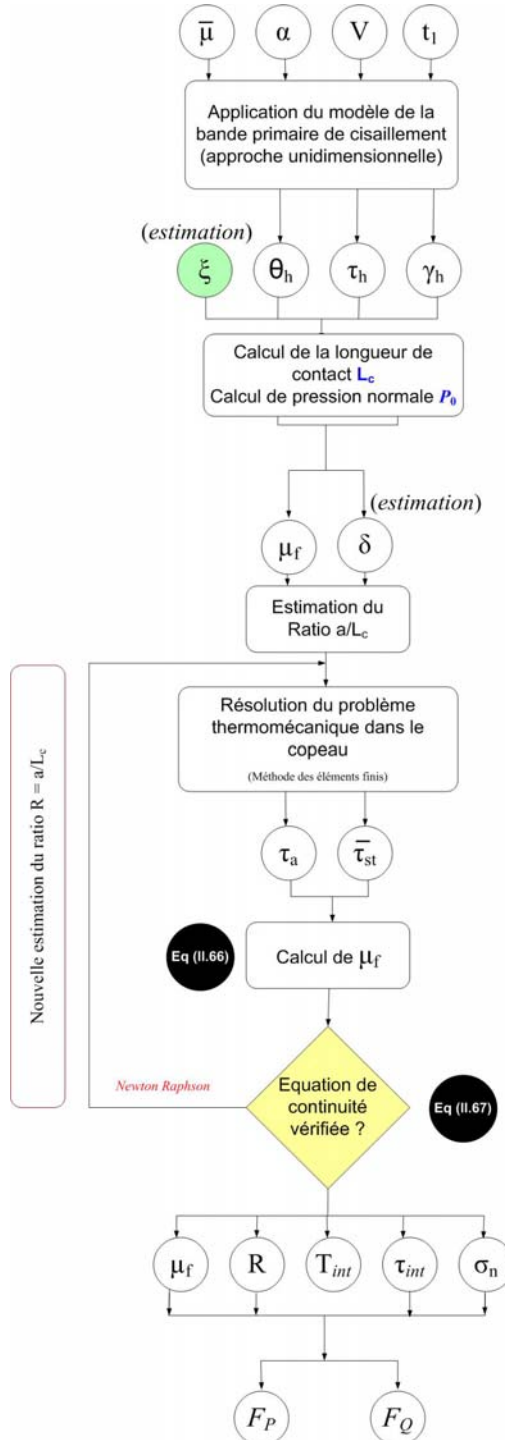 μ̄ α V t₁
Application du modèle de la
bande primaire de cisaillement
(approche unidimensionnelle)
(estimation)
ξ θh τh γh
Calcul de la longueur de
contact Lc
Calcul de pression normale P0
(estimation)
μf δ
Estimation du
Ratio a/Lc
Nouvelle estimation du ratio R = a/Lc
Résolution du problème
thermomécanique dans le
copeau
(Méthode des éléments finis)
τa τ̄st
Eq (II.66)
Calcul de μf
Newton Raphson
Equation de
continuité
vérifiée ?
Eq (II.67)
μf R Tint τint σn
FP FQ